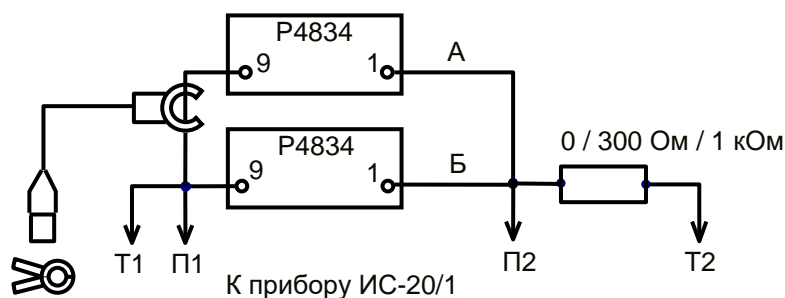 Р4834
9
1
А
Р4834
9
1
Б
0 / 300 Ом / 1 кОм
Т1
П1
П2
Т2
К прибору ИС-20/1